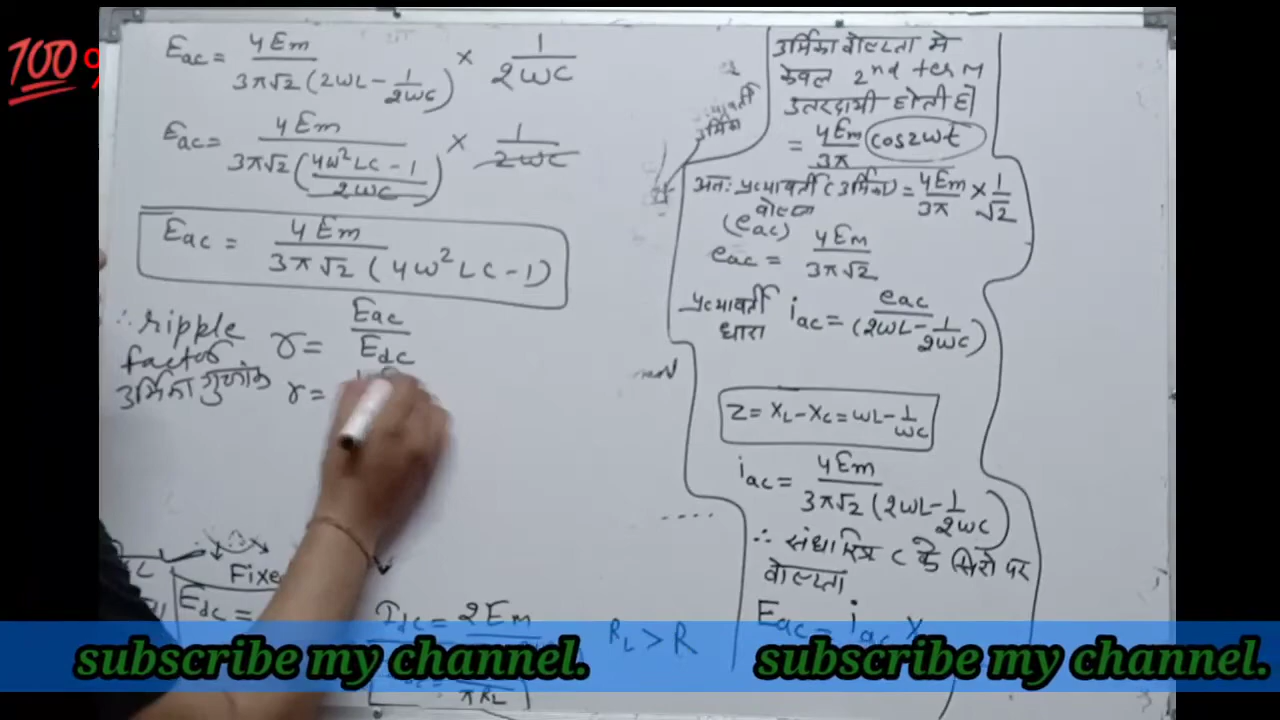 100%
Eac = 4Em / 3π√2 (2ωL - 1/2ωC) × 1/2ωC
Eac = 4Em / 3π√2 (4ω²LC - 1 / 2ωC) × 1/2ωC
Eac = 4Em / 3π√2 (4ω²LC - 1)
∴ ripple factor γ = Eac / Edc
उर्मिका गुणांक γ =
Fixe
Edc =
Idc = 2Em
πRL
RL > R
उर्मिका वोल्टता मे
केवल 2nd term
उत्तरदायी होती है
= 4Em/3π cos2ωt
अतः प्रत्यावर्ती (उर्मिका) वोल्टता (eac) = 4Em/3π × 1/√2
eac = 4Em / 3π√2
प्रत्यावर्ती धारा iac = eac / (2ωL - 1/2ωC)
Z = XL - XC = ωL - 1/ωC
iac = 4Em / 3π√2 (2ωL - 1/2ωC)
∴ संधारित्र C के सिरो पर
वोल्टता
Eac = iac ×
subscribe my channel.
subscribe my channel.